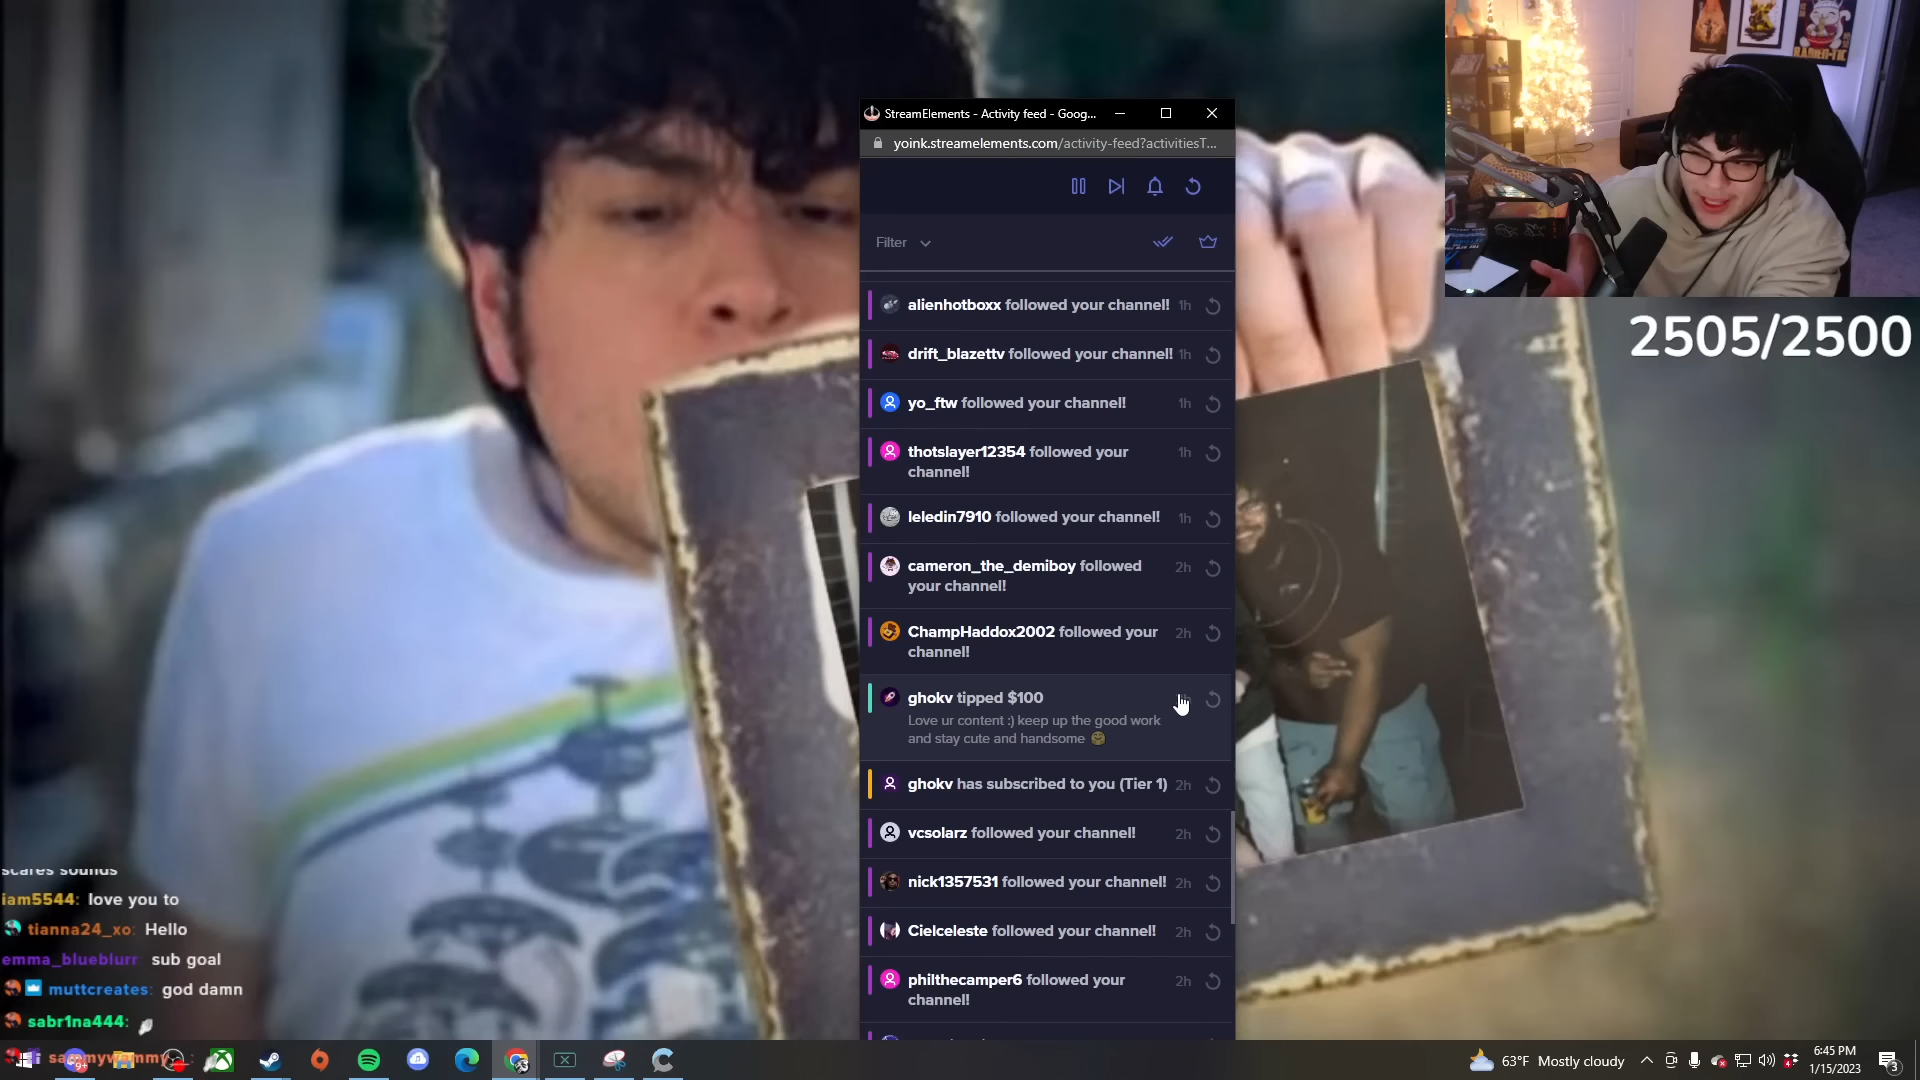 StreamElements - Activity feed - Goog...
yoink.streamelements.com/activity-feed?activitiesT...
Filter
alienhotboxx followed your channel! 1h
drift_blazettv followed your channel! 1h
yo_ftw followed your channel! 1h
thotslayer12354 followed your 1h
channel!
leledin7910 followed your channel! 1h
cameron_the_demiboy followed 2h
your channel!
ChampHaddox2002 followed your 2h
channel!
ghokv tipped $100
Love ur content :) keep up the good work
and stay cute and handsome
ghokv has subscribed to you (Tier 1) 2h
vcsolarz followed your channel! 2h
nick1357531 followed your channel! 2h
Cielceleste followed your channel! 2h
philthecamper6 followed your 2h
channel!
2505/2500
scares sounds
iam5544: love you to
tianna24_xo: Hello
emma_blueblurr sub goal
muttcreates: god damn
sabr1na444:
sammywammy
63°F Mostly cloudy
6:45 PM
1/15/2023
3